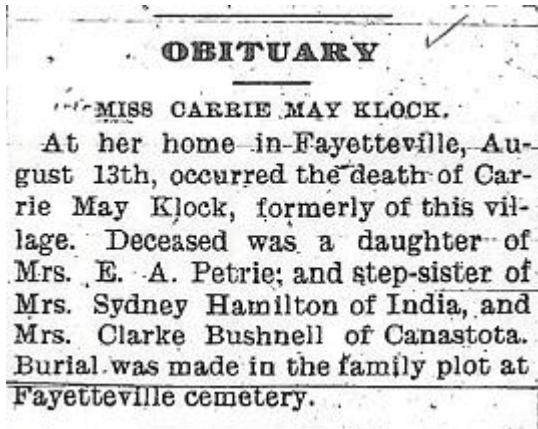 OBITUARY
MISS CARRIE MAY KLOCK.
At her home in Fayetteville, Au-
gust 13th, occurred the death of Car-
rie May Klock, formerly of this vil-
lage. Deceased was a daughter of
Mrs. E. A. Petrie; and step-sister of
Mrs. Sydney Hamilton of India, and
Mrs. Clarke Bushnell of Canastota.
Burial was made in the family plot at
Fayetteville cemetery.